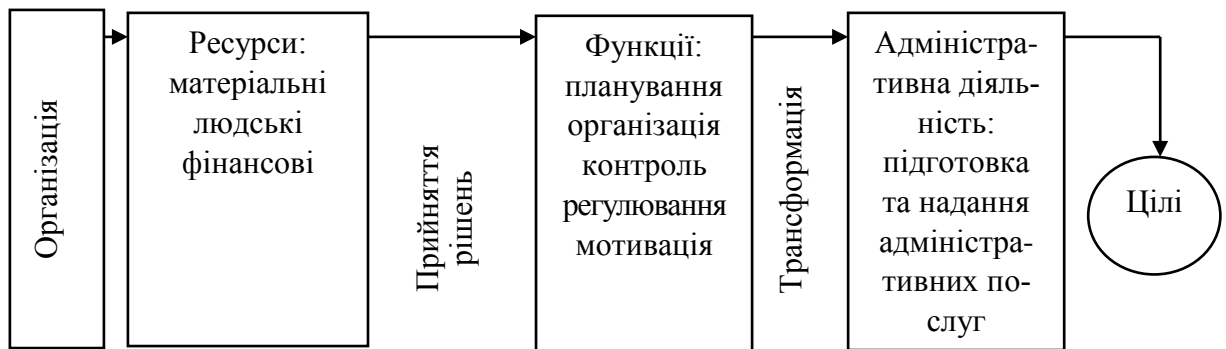 Організація
Ресурси:
матеріальні
людські
фінансові
Прийняття
рішень
Функції:
планування
організація
контроль
регулювання
мотивація
Трансформація
Адміністра-
тивна діяль-
ність:
підготовка
та надання
адміністра-
тивних по-
слуг
Цілі